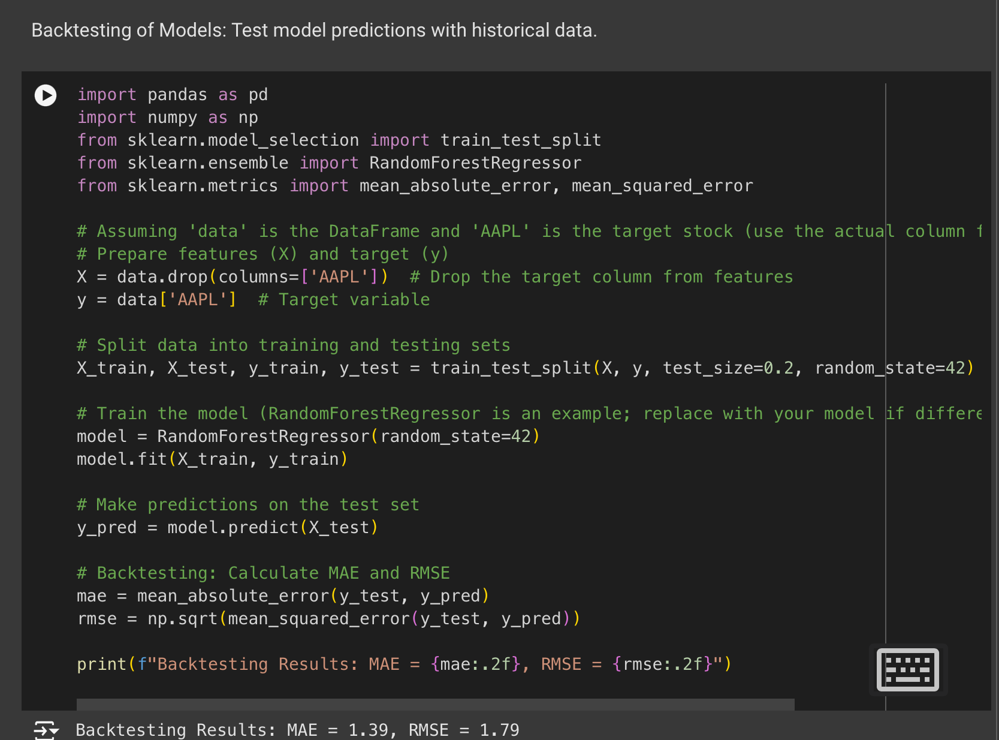 Backtesting of Models: Test model predictions with historical data.
import pandas as pd
import numpy as np
from sklearn.model_selection import train_test_split
from sklearn.ensemble import RandomForestRegressor
from sklearn.metrics import mean_absolute_error, mean_squared_error
# Assuming 'data' is the DataFrame and 'AAPL' is the target stock (use the actual column
# Prepare features (X) and target (y)
X = data.drop(columns=['AAPL'])  # Drop the target column from features
y = data['AAPL']  # Target variable
# Split data into training and testing sets
X_train, X_test, y_train, y_test = train_test_split(X, y, test_size=0.2, random_state=42)
# Train the model (RandomForestRegressor is an example; replace with your model if
model = RandomForestRegressor(random_state=42)
model.fit(X_train, y_train)
# Make predictions on the test set
y_pred = model.predict(X_test)
# Backtesting: Calculate MAE and RMSE
mae = mean_absolute_error(y_test, y_pred)
rmse = np.sqrt(mean_squared_error(y_test, y_pred))
print(f"Backtesting Results: MAE = {mae:.2f}, RMSE = {rmse:.2f}")
Backtesting Results: MAE = 1.39, RMSE = 1.79